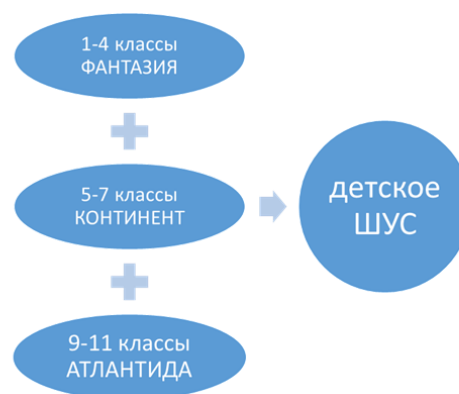 1-4 классы
ФАНТАЗИЯ
5-7 классы
КОНТИНЕНТ
детское
ШУС
9-11 классы
АТЛАНТИДА